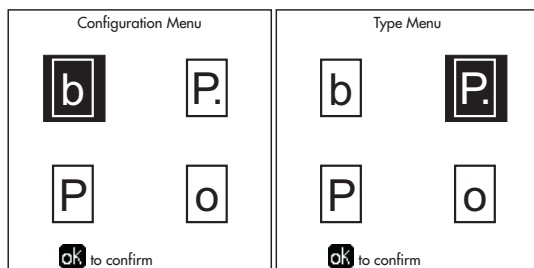 Configuration Menu
b P.
P o
ok to confirm
Type Menu
b P.
P o
ok to confirm